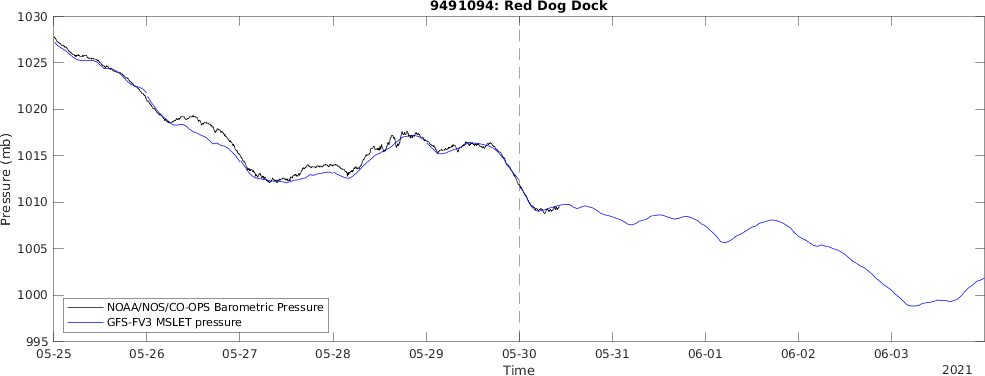 9491094: Red Dog Dock
Pressure (mb)
1030
1025
1020
1015
1010
1005
1000
995
NOAA/NOS/CO-OPS Barometric Pressure
GFS-FV3 MSLET pressure
05-25 05-26 05-27 05-28 05-29 05-30 05-31 06-01 06-02 06-03
Time
2021